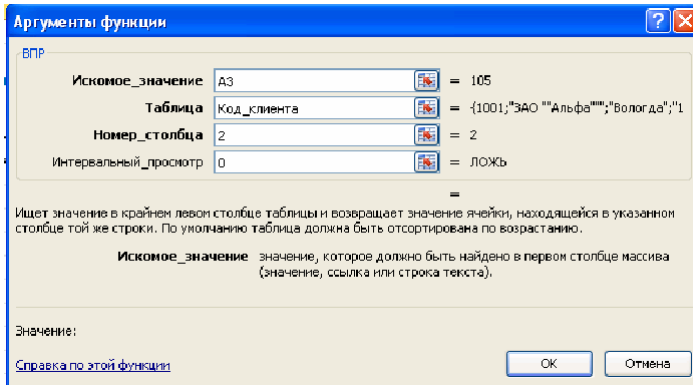 Аргументы функции
ВПР
Искомое_значение А3 = 105
Таблица Код_клиента = {1001;"ЗАО ""Альфа""";"Вологда";"1
Номер_столбца 2 = 2
Интервальный_просмотр 0 = ЛОЖЬ
=
Ищет значение в крайнем левом столбце таблицы и возвращает значение ячейки, находящейся в указанном
столбце той же строки. По умолчанию таблица должна быть отсортирована по возрастанию.
Искомое_значение значение, которое должно быть найдено в первом столбце массива
(значение, ссылка или строка текста).
Значение:
Справка по этой функции ОК Отмена